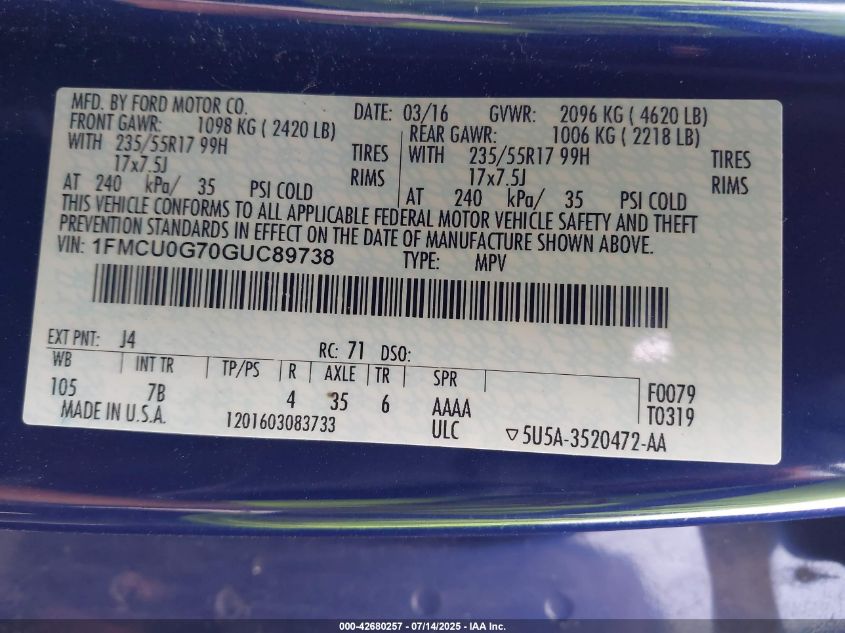 MFD. BY FORD MOTOR CO. DATE: 03/16 GVWR: 2096 KG ( 4620 LB)
FRONT GAWR: 1098 KG ( 2420 LB) REAR GAWR: 1006 KG ( 2218 LB)
WITH 235/55R17 99H TIRES WITH 235/55R17 99H TIRES
17x7.5J RIMS 17x7.5J RIMS
AT 240 kPa/ 35 PSI COLD AT 240 kPa/ 35 PSI COLD
THIS VEHICLE CONFORMS TO ALL APPLICABLE FEDERAL MOTOR VEHICLE SAFETY AND THEFT
PREVENTION STANDARDS IN EFFECT ON THE DATE OF MANUFACTURE SHOWN ABOVE.
VIN: 1FMCU0G70GUC89738 TYPE: MPV
EXT PNT: J4 RC: 71 DSO:
WB INT TR TP/PS R AXLE TR SPR
105 7B 4 35 6 AAAA F0079
MADE IN U.S.A. 1201603083733 ULC T0319
▽5U5A-3520472-AA
000-42680257 - 07/14/2025 - IAA Inc.